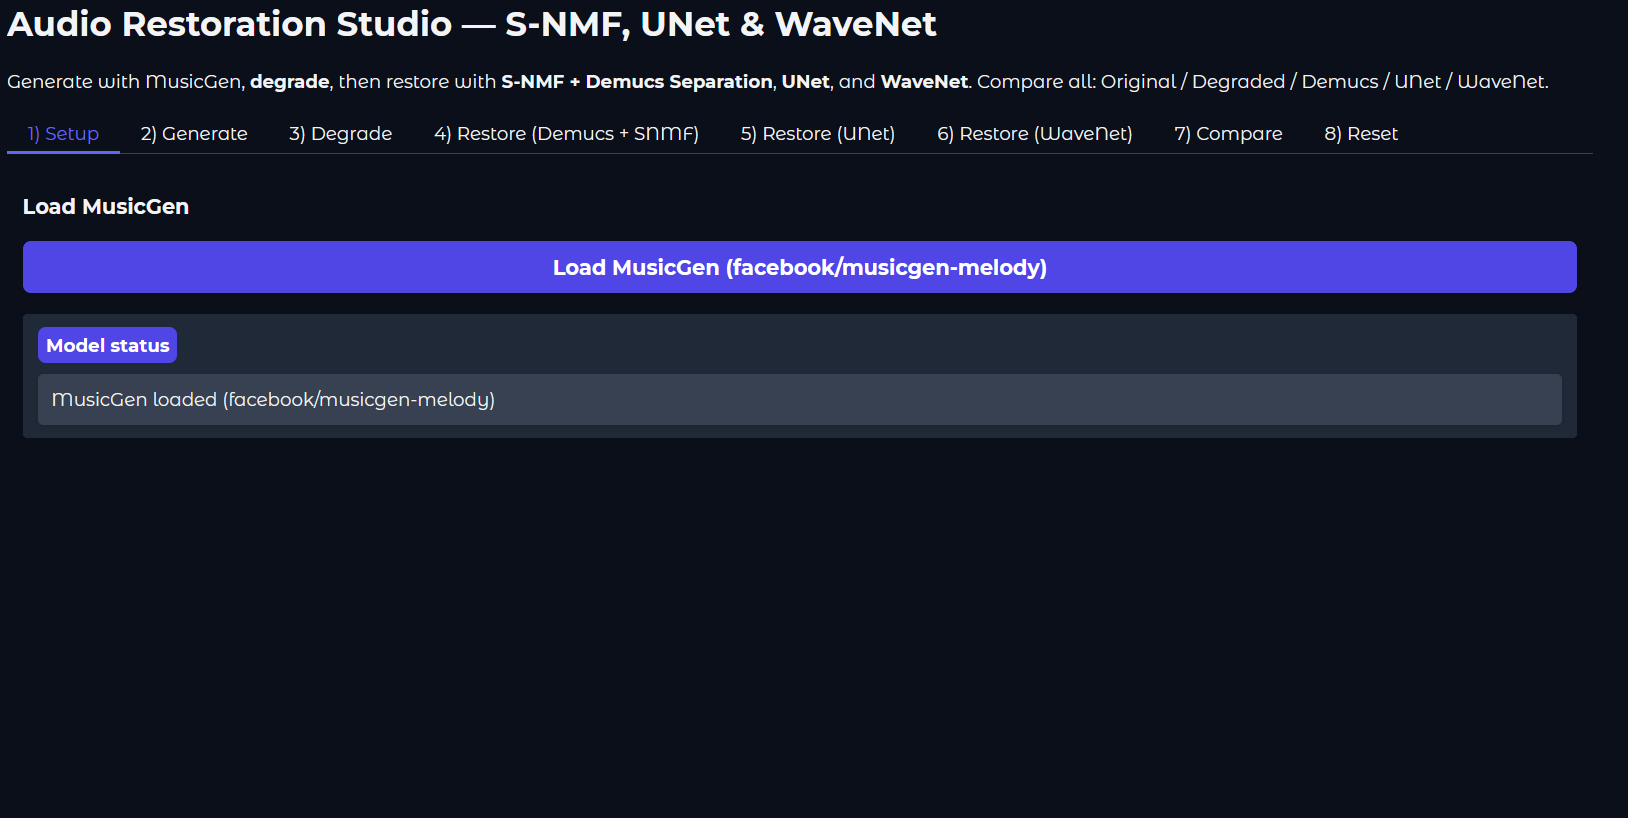 Audio Restoration Studio — S-NMF, UNet & WaveNet
Generate with MusicGen, degrade, then restore with S-NMF + Demucs Separation, UNet, and WaveNet. Compare all: Original / Degraded / Demucs / UNet / WaveNet.
1) Setup 2) Generate 3) Degrade 4) Restore (Demucs + SNMF) 5) Restore (UNet) 6) Restore (WaveNet) 7) Compare 8) Reset
Load MusicGen
Load MusicGen (facebook/musicgen-melody)
Model status
MusicGen loaded (facebook/musicgen-melody)